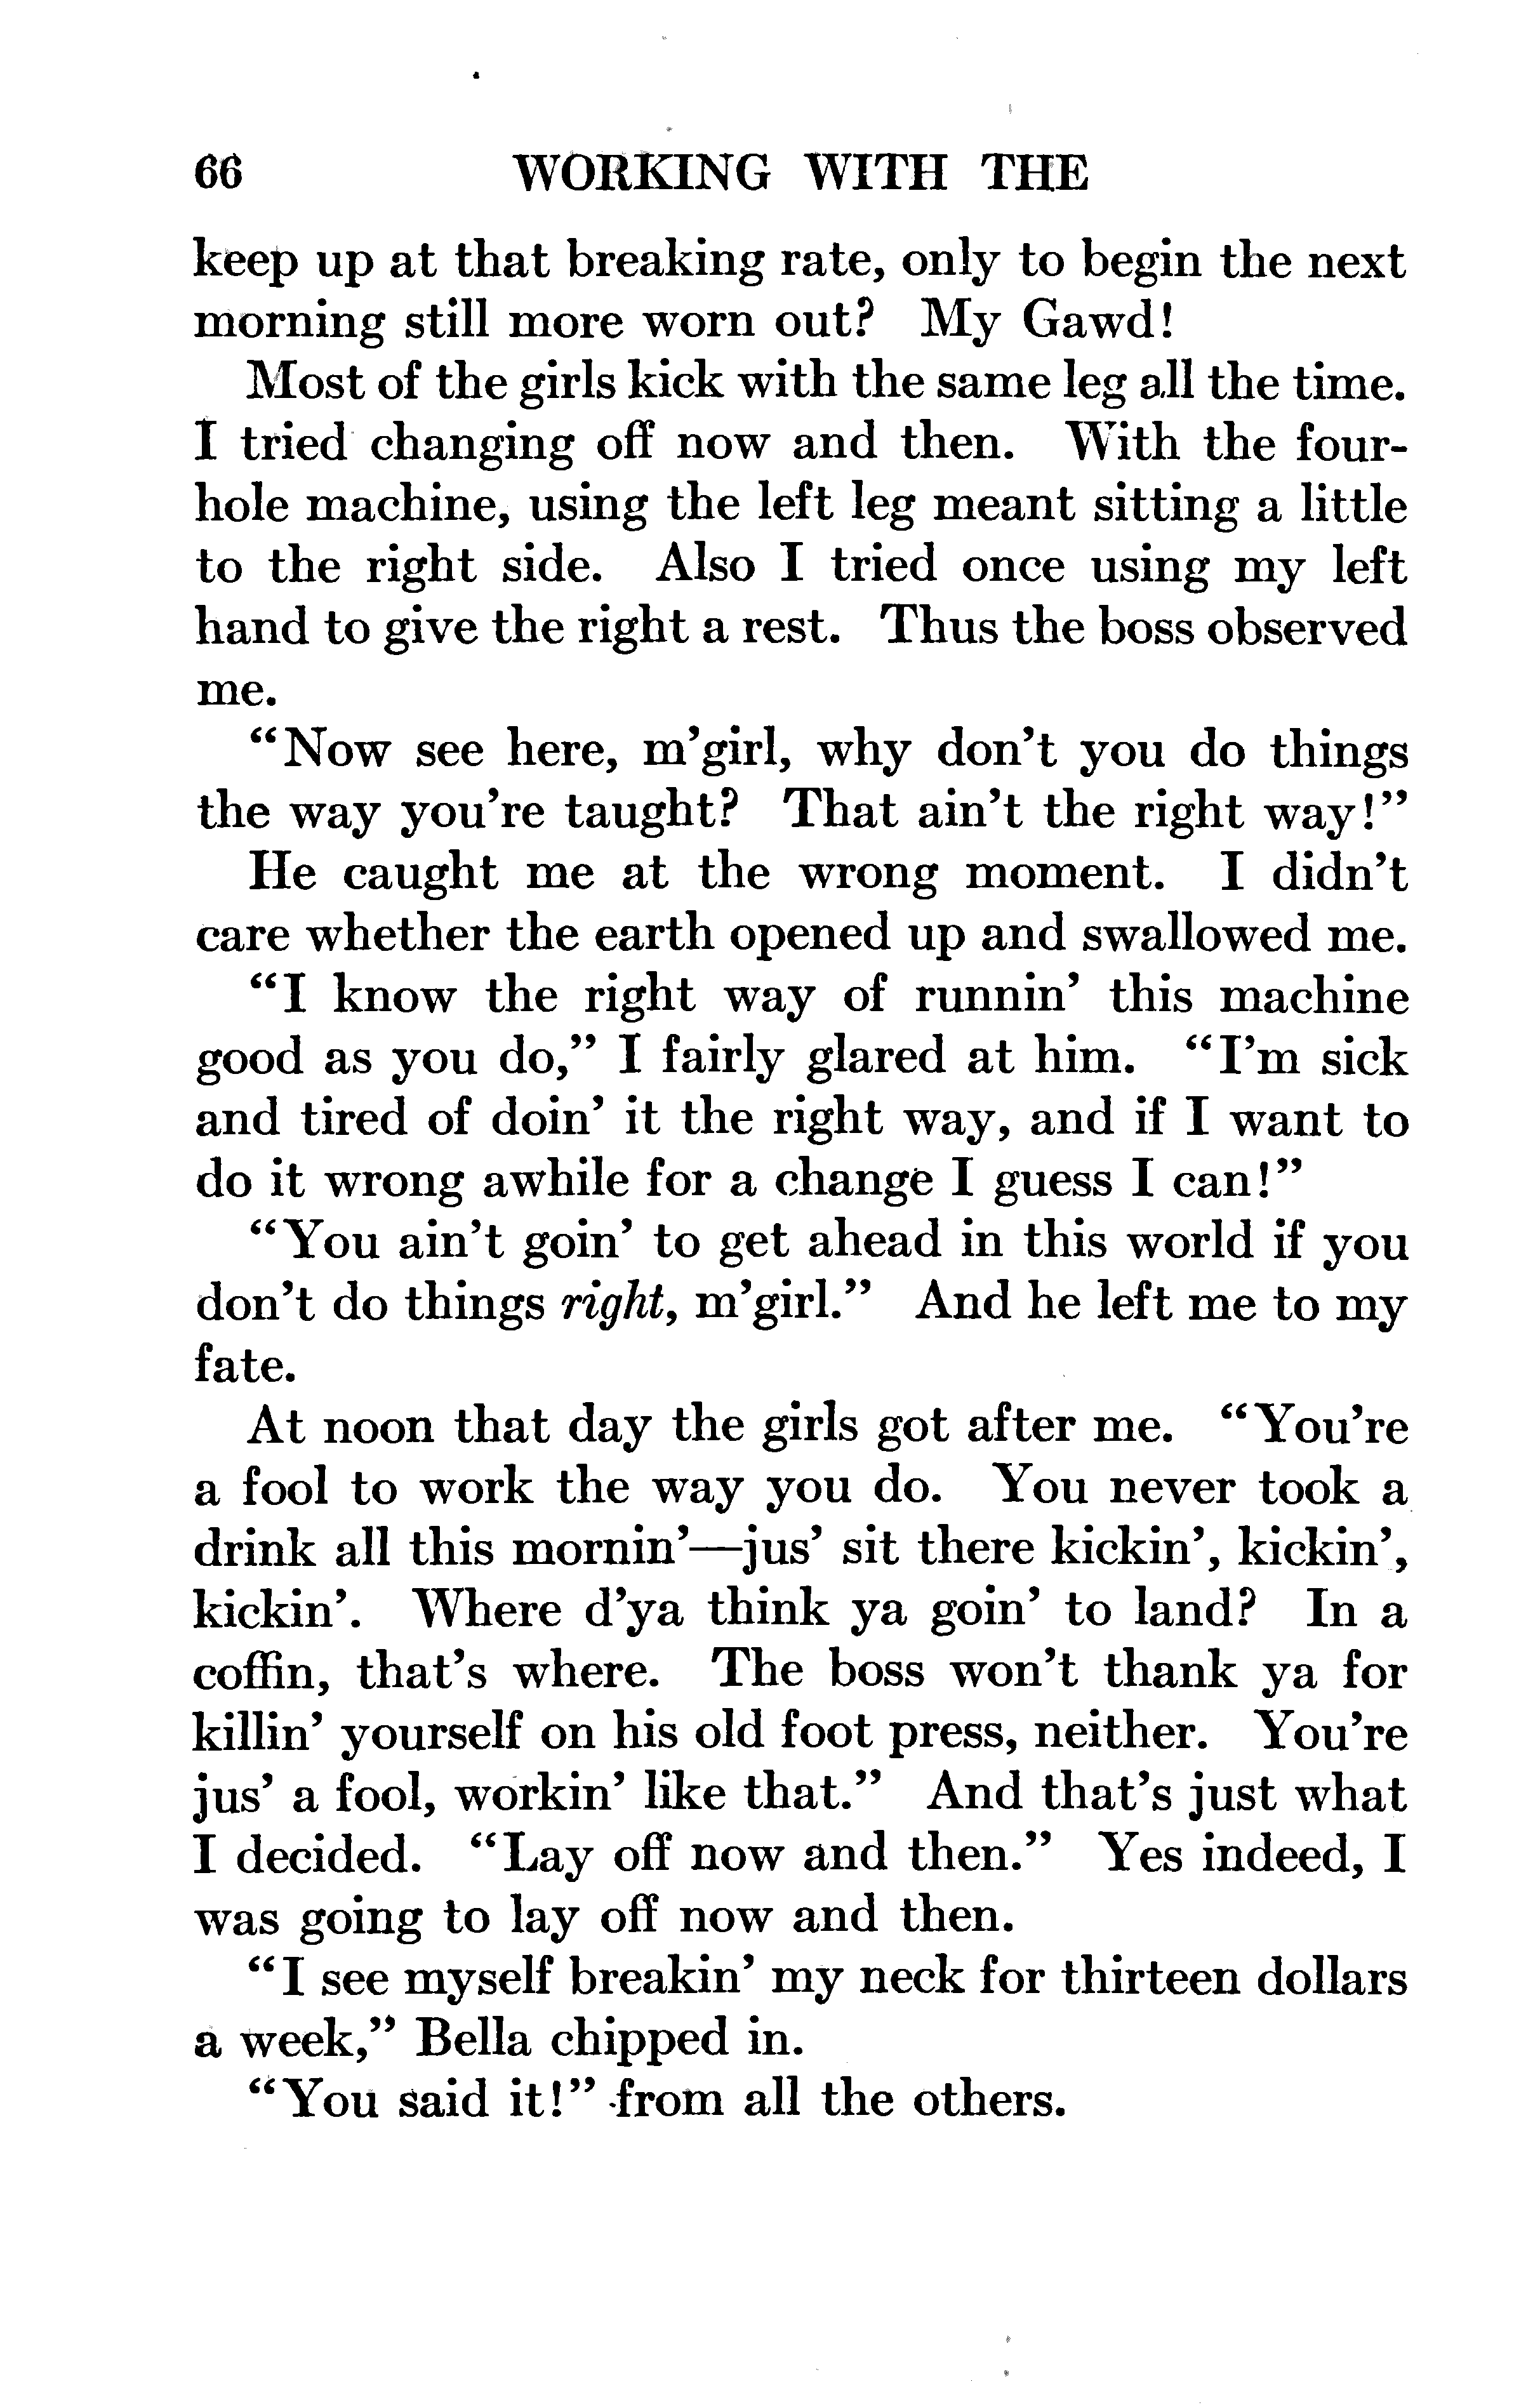 66 WORKING WITH THE
keep up at that breaking rate, only to begin the next
morning still more worn out? My Gawd!
Most of the girls kick with the same leg all the time.
I tried changing off now and then. With the four-
hole machine, using the left leg meant sitting a little
to the right side. Also I tried once using my left
hand to give the right a rest. Thus the boss observed
me.
“Now see here, m’girl, why don’t you do things
the way you’re taught? That ain’t the right way!”
He caught me at the wrong moment. I didn’t
care whether the earth opened up and swallowed me.
“I know the right way of runnin’ this machine
good as you do,” I fairly glared at him. “I’m sick
and tired of doin’ it the right way, and if I want to
do it wrong awhile for a change I guess I can!”
“You ain’t goin’ to get ahead in this world if you
don’t do things right, m’girl.” And he left me to my
fate.
At noon that day the girls got after me. “You’re
a fool to work the way you do. You never took a
drink all this mornin’—jus’ sit there kickin’, kickin’,
kickin’. Where d’ya think ya goin’ to land? In a
coffin, that’s where. The boss won’t thank ya for
killin’ yourself on his old foot press, neither. You’re
jus’ a fool, workin’ like that.” And that’s just what
I decided. “Lay off now and then.” Yes indeed, I
was going to lay off now and then.
“I see myself breakin’ my neck for thirteen dollars
a week,” Bella chipped in.
“You said it!” from all the others.